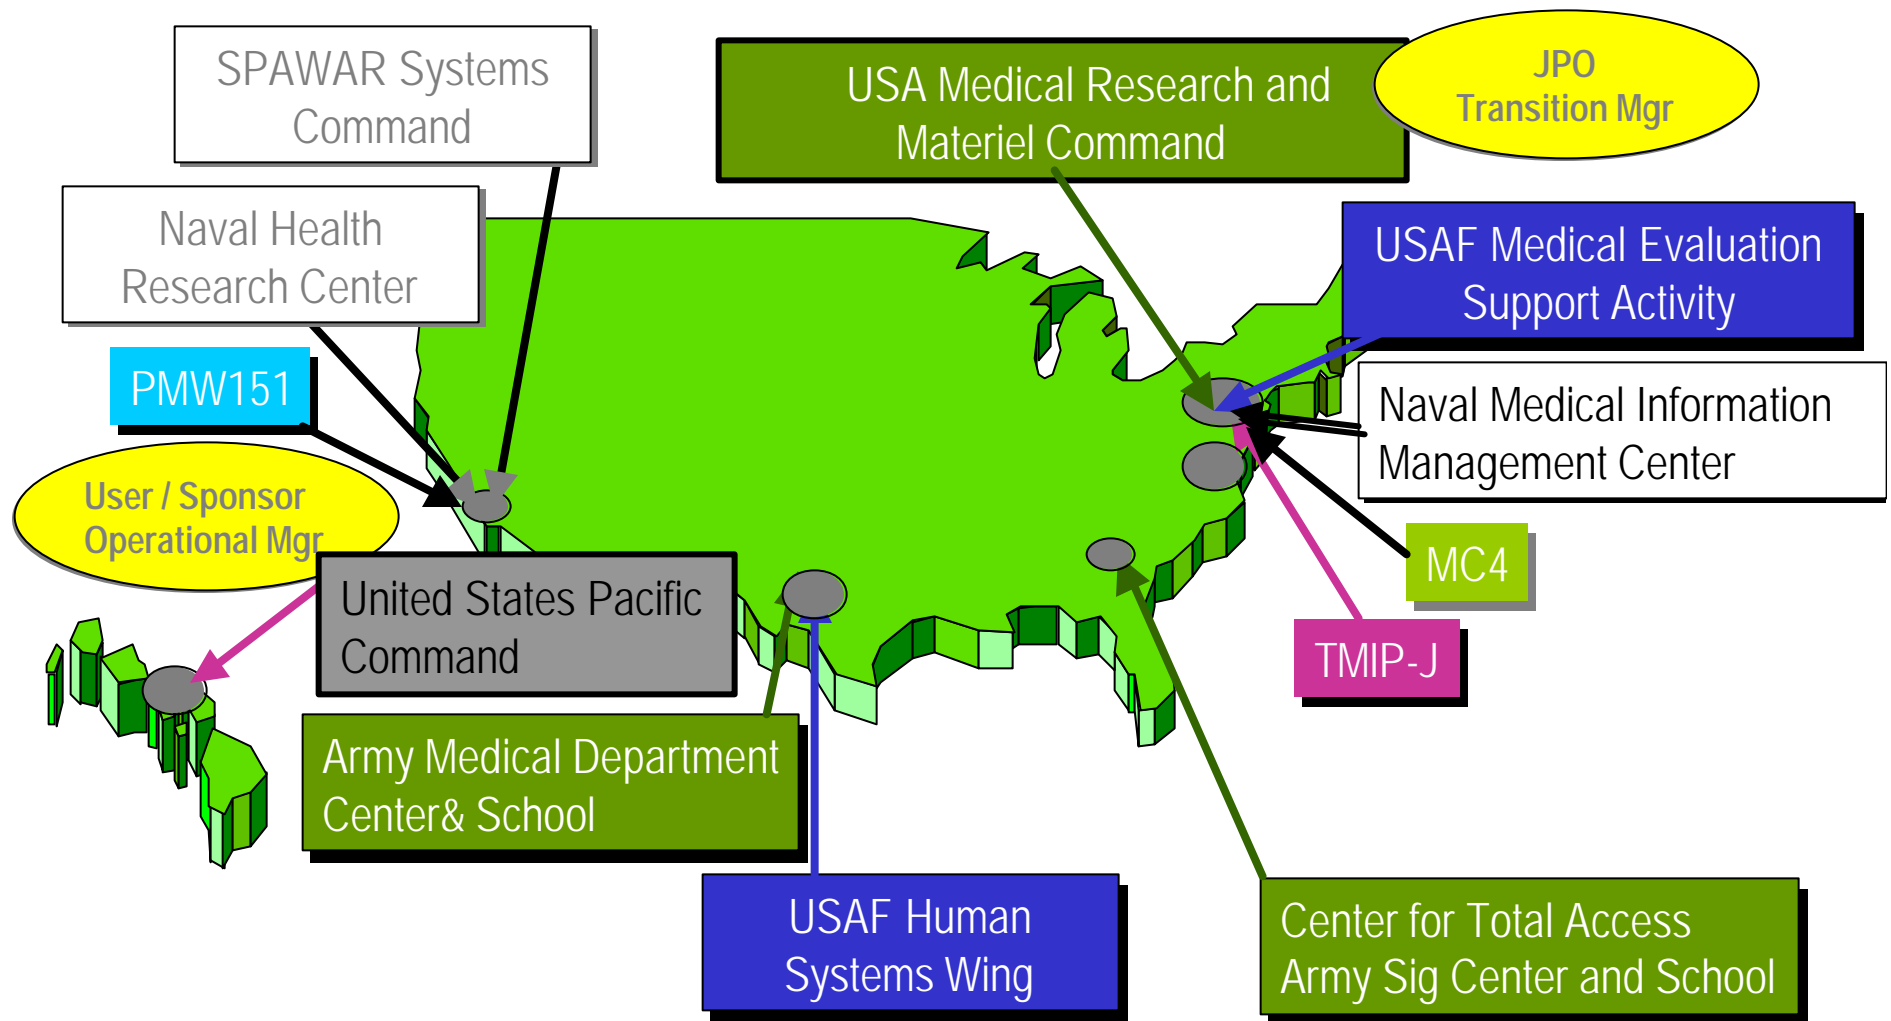 SPAWAR Systems
Command
USA Medical Research and
Materiel Command
JPO
Transition Mgr
Naval Health
Research Center
USAF Medical Evaluation
Support Activity
PMW151
Naval Medical Information
Management Center
User / Sponsor
Operational Mgr
MC4
United States Pacific
Command
TMIP-J
Army Medical Department
Center& School
USAF Human
Systems Wing
Center for Total Access
Army Sig Center and School